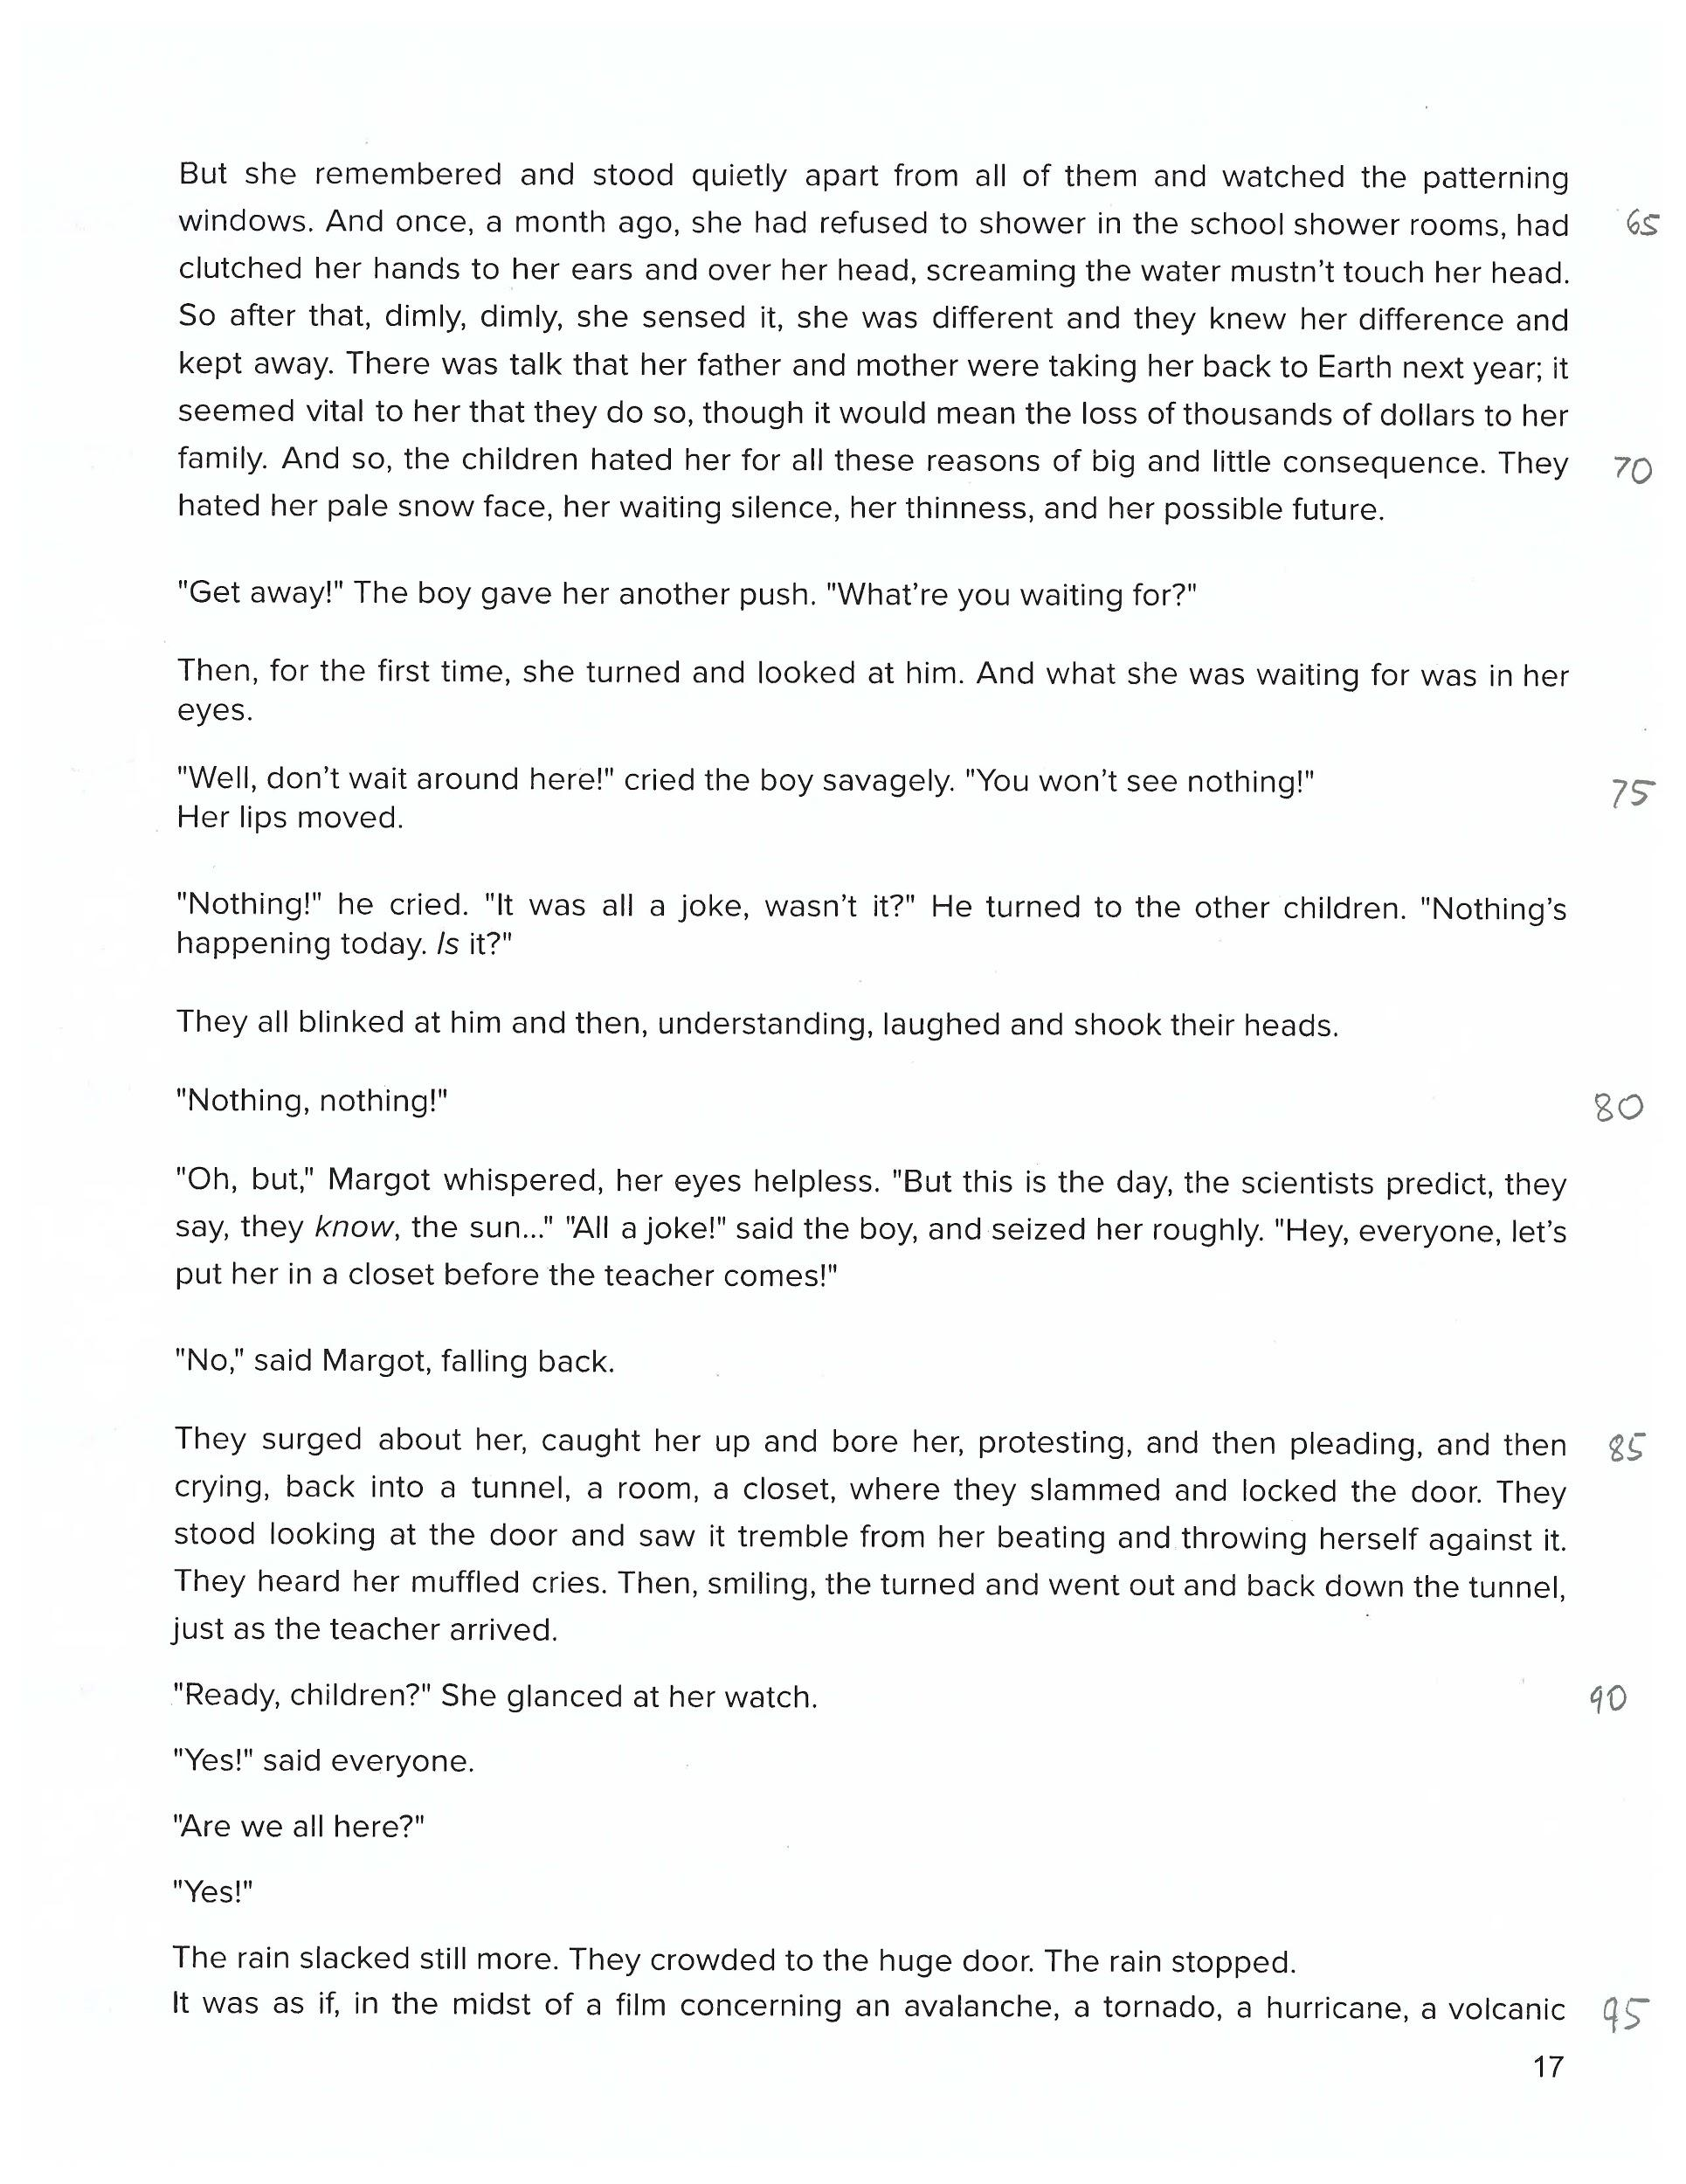 But she remembered and stood quietly apart from all of them and watched the patterning
windows. And once, a month ago, she had refused to shower in the school shower rooms, had 65
clutched her hands to her ears and over her head, screaming the water mustn't touch her head.
So after that, dimly, dimly, she sensed it, she was different and they knew her difference and
kept away. There was talk that her father and mother were taking her back to Earth next year; it
seemed vital to her that they do so, though it would mean the loss of thousands of dollars to her
family. And so, the children hated her for all these reasons of big and little consequence. They 70
hated her pale snow face, her waiting silence, her thinness, and her possible future.
"Get away!" The boy gave her another push. "What're you waiting for?"
Then, for the first time, she turned and looked at him. And what she was waiting for was in her
eyes.
"Well, don't wait around here!" cried the boy savagely. "You won't see nothing!" 75
Her lips moved.
"Nothing!" he cried. "It was all a joke, wasn't it?" He turned to the other children. "Nothing's
happening today. Is it?"
They all blinked at him and then, understanding, laughed and shook their heads.
"Nothing, nothing!" 80
"Oh, but," Margot whispered, her eyes helpless. "But this is the day, the scientists predict, they
say, they know, the sun..." "All a joke!" said the boy, and seized her roughly. "Hey, everyone, let's
put her in a closet before the teacher comes!"
"No," said Margot, falling back.
They surged about her, caught her up and bore her, protesting, and then pleading, and then 85
crying, back into a tunnel, a room, a closet, where they slammed and locked the door. They
stood looking at the door and saw it tremble from her beating and throwing herself against it.
They heard her muffled cries. Then, smiling, the turned and went out and back down the tunnel,
just as the teacher arrived.
"Ready, children?" She glanced at her watch. 90
"Yes!" said everyone.
"Are we all here?"
"Yes!"
The rain slacked still more. They crowded to the huge door. The rain stopped.
It was as if, in the midst of a film concerning an avalanche, a tornado, a hurricane, a volcanic 95
17